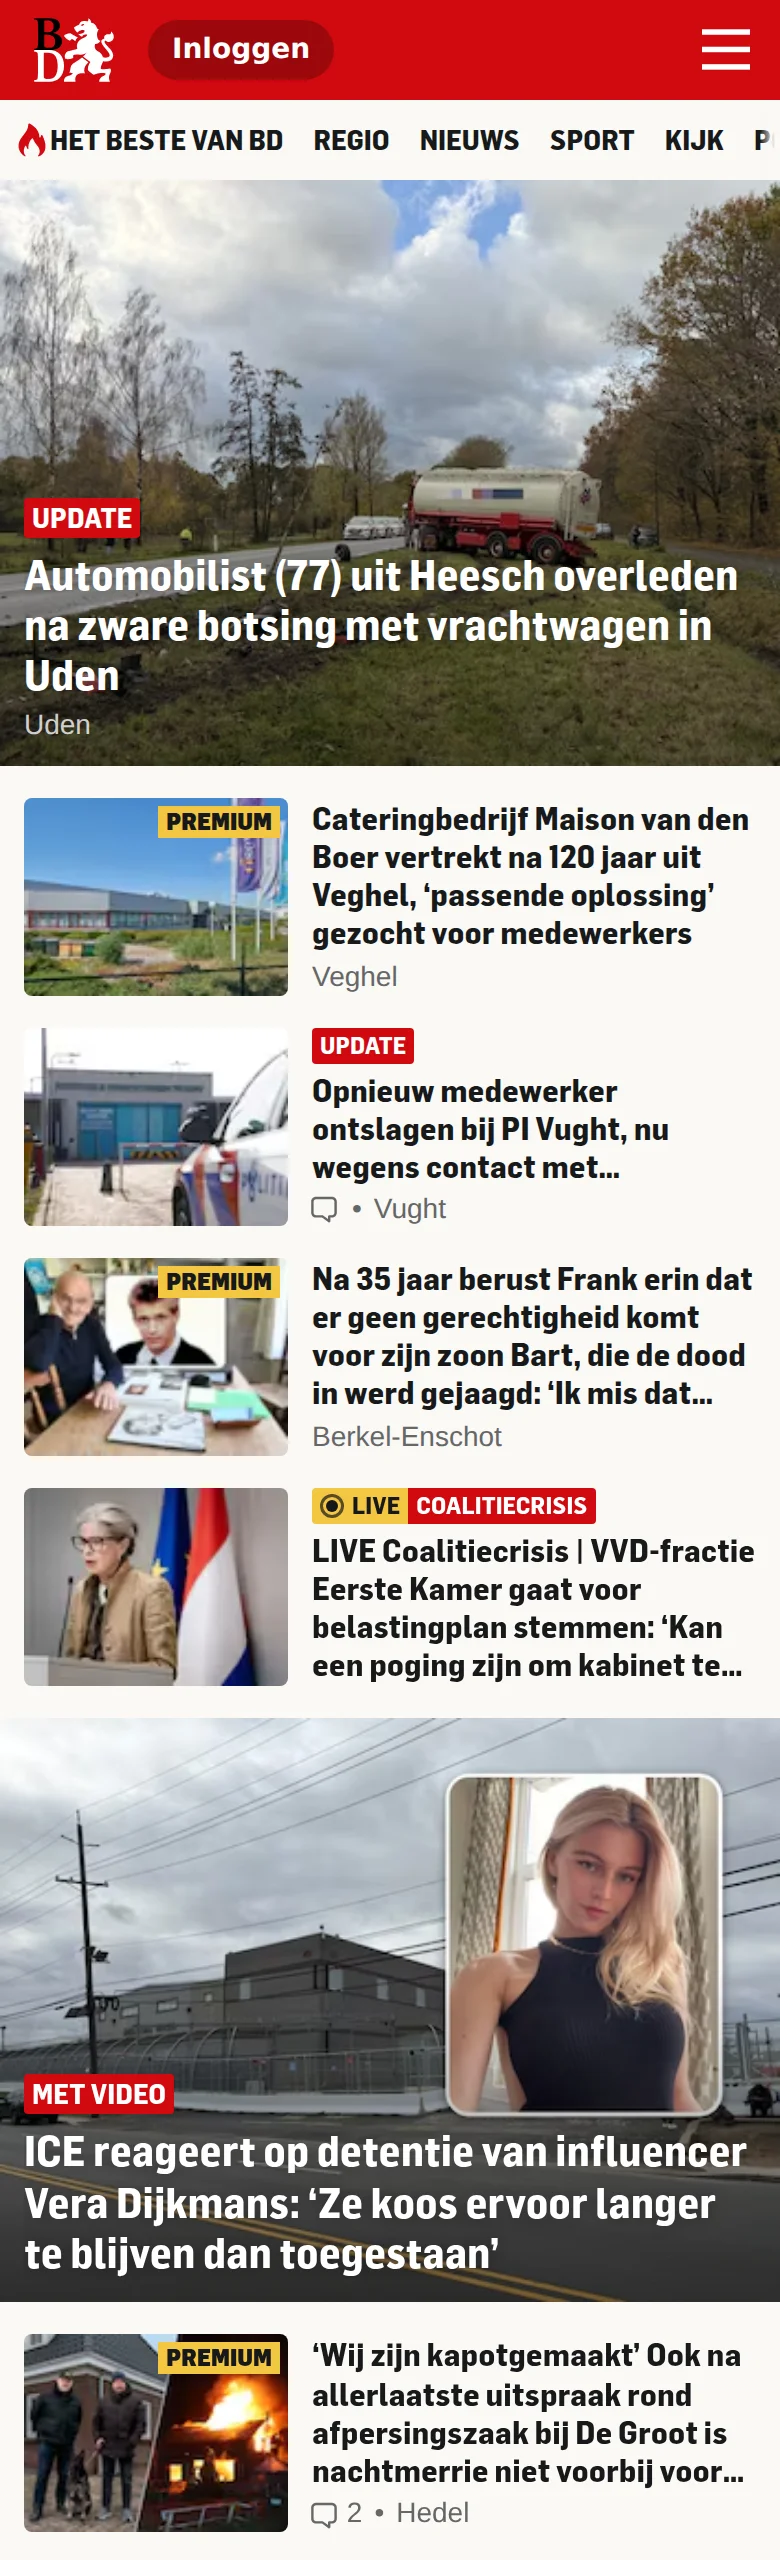 BD
Inloggen
HET BESTE VAN BD REGIO NIEUWS SPORT KIJK
UPDATE
Automobilist (77) uit Heesch overleden
na zware botsing met vrachtwagen in
Uden
Uden
PREMIUM
Cateringbedrijf Maison van den
Boer vertrekt na 120 jaar uit
Veghel, ‘passende oplossing’
gezocht voor medewerkers
Veghel
UPDATE
Opnieuw medewerker
ontslagen bij PI Vught, nu
wegens contact met...
• Vught
PREMIUM
Na 35 jaar berust Frank erin dat
er geen gerechtigheid komt
voor zijn zoon Bart, die de dood
in werd gejaagd: ‘Ik mis dat...
Berkel-Enschot
LIVE COALITIECRISIS
LIVE Coalitiecrisis | VVD-fractie
Eerste Kamer gaat voor
belastingplan stemmen: ‘Kan
een poging zijn om kabinet te...
MET VIDEO
ICE reageert op detentie van influencer
Vera Dijkmans: ‘Ze koos ervoor langer
te blijven dan toegestaan’
PREMIUM
‘Wij zijn kapotgemaakt’ Ook na
allerlaatste uitspraak rond
afpersingszaak bij De Groot is
nachtmerrie niet voorbij voor...
2 • Hedel